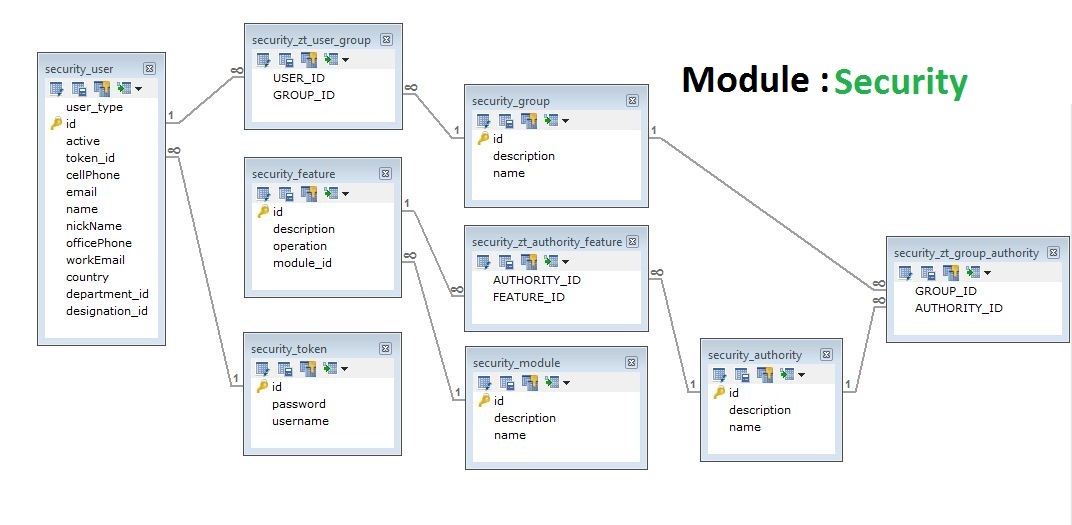 Module : Security
security_user
user_type
id
active
token_id
cellPhone
email
name
nickName
officePhone
workEmail
country
department_id
designation_id
security_zt_user_group
USER_ID
GROUP_ID
security_feature
id
description
operation
module_id
security_token
id
password
username
security_group
id
description
name
security_zt_authority_feature
AUTHORITY_ID
FEATURE_ID
security_module
id
description
name
security_authority
id
description
name
security_zt_group_authority
GROUP_ID
AUTHORITY_ID
1
∞
∞
1
∞
1
1
∞
1
∞
∞
1
∞
1
∞
1